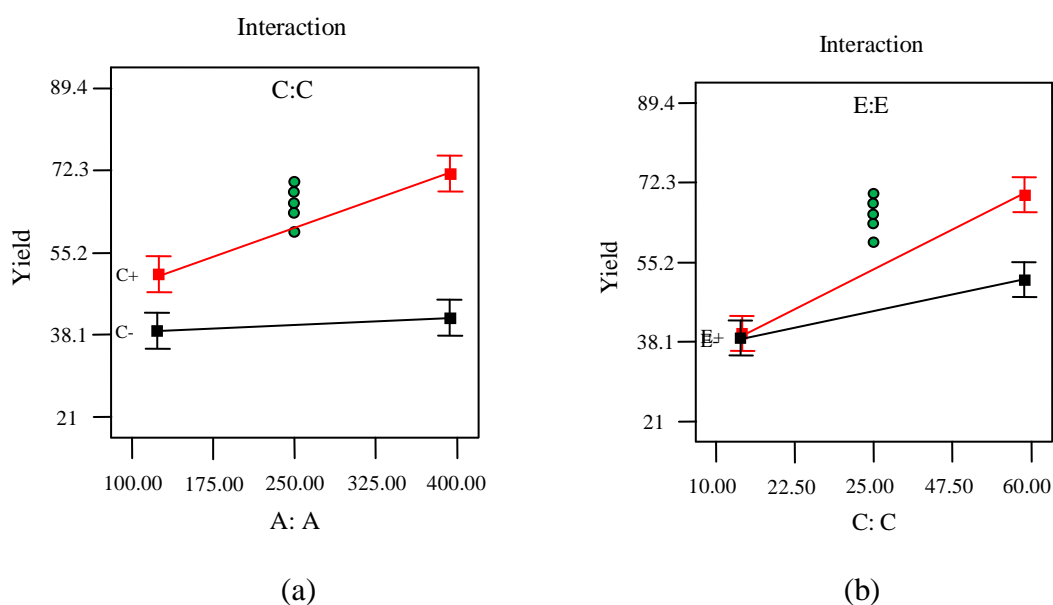 Interaction
C:C
89.4
72.3
55.2
38.1
21
Yield
C+
C-
100.00
175.00
250.00
325.00
400.00
A: A
(a)
Interaction
E:E
89.4
72.3
55.2
38.1
21
Yield
E+
E-
10.00
22.50
25.00
47.50
60.00
C: C
(b)